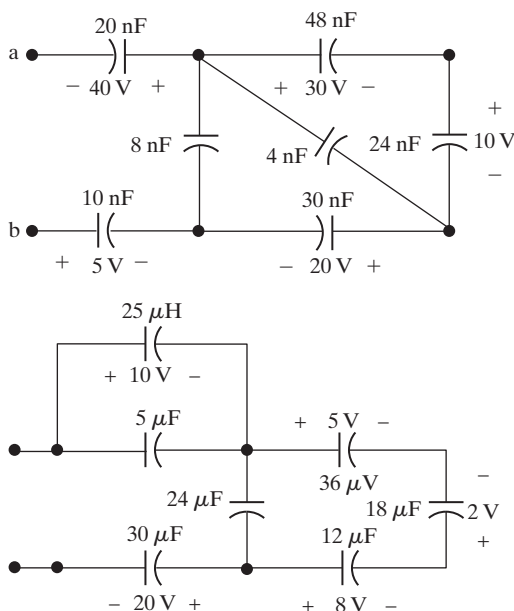 20 nF 48 nF
a
− 40 V + + 30 V − +
8 nF 4 nF 24 nF 10 V
−
10 nF 30 nF
b
+ 5 V − − 20 V +
25 μH
+ 10 V −
5 μF + 5 V −
36 μV −
24 μF 18 μF 2 V
30 μF 12 μF +
− 20 V + + 8 V −